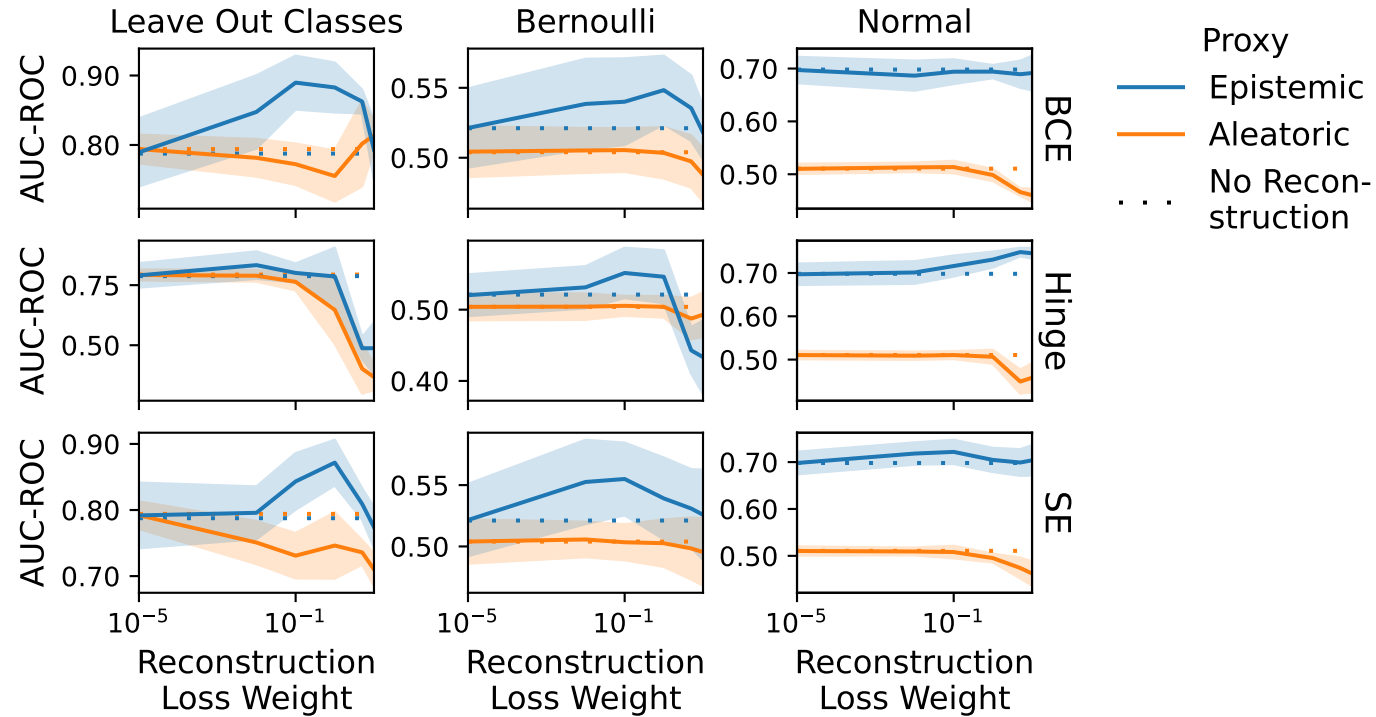 Leave Out Classes Bernoulli Normal
Proxy
Epistemic
Aleatoric
No Recon-
struction
AUC-ROC 0.90 0.80
0.55 0.50
0.70 0.60 0.50
BCE
AUC-ROC 0.75 0.50
0.50 0.40
0.70 0.60 0.50
Hinge
AUC-ROC 0.90 0.80 0.70
0.55 0.50
0.70 0.50
SE
10⁻⁵ 10⁻¹ 10⁻⁵ 10⁻¹ 10⁻⁵ 10⁻¹
Reconstruction Reconstruction Reconstruction
Loss Weight Loss Weight Loss Weight